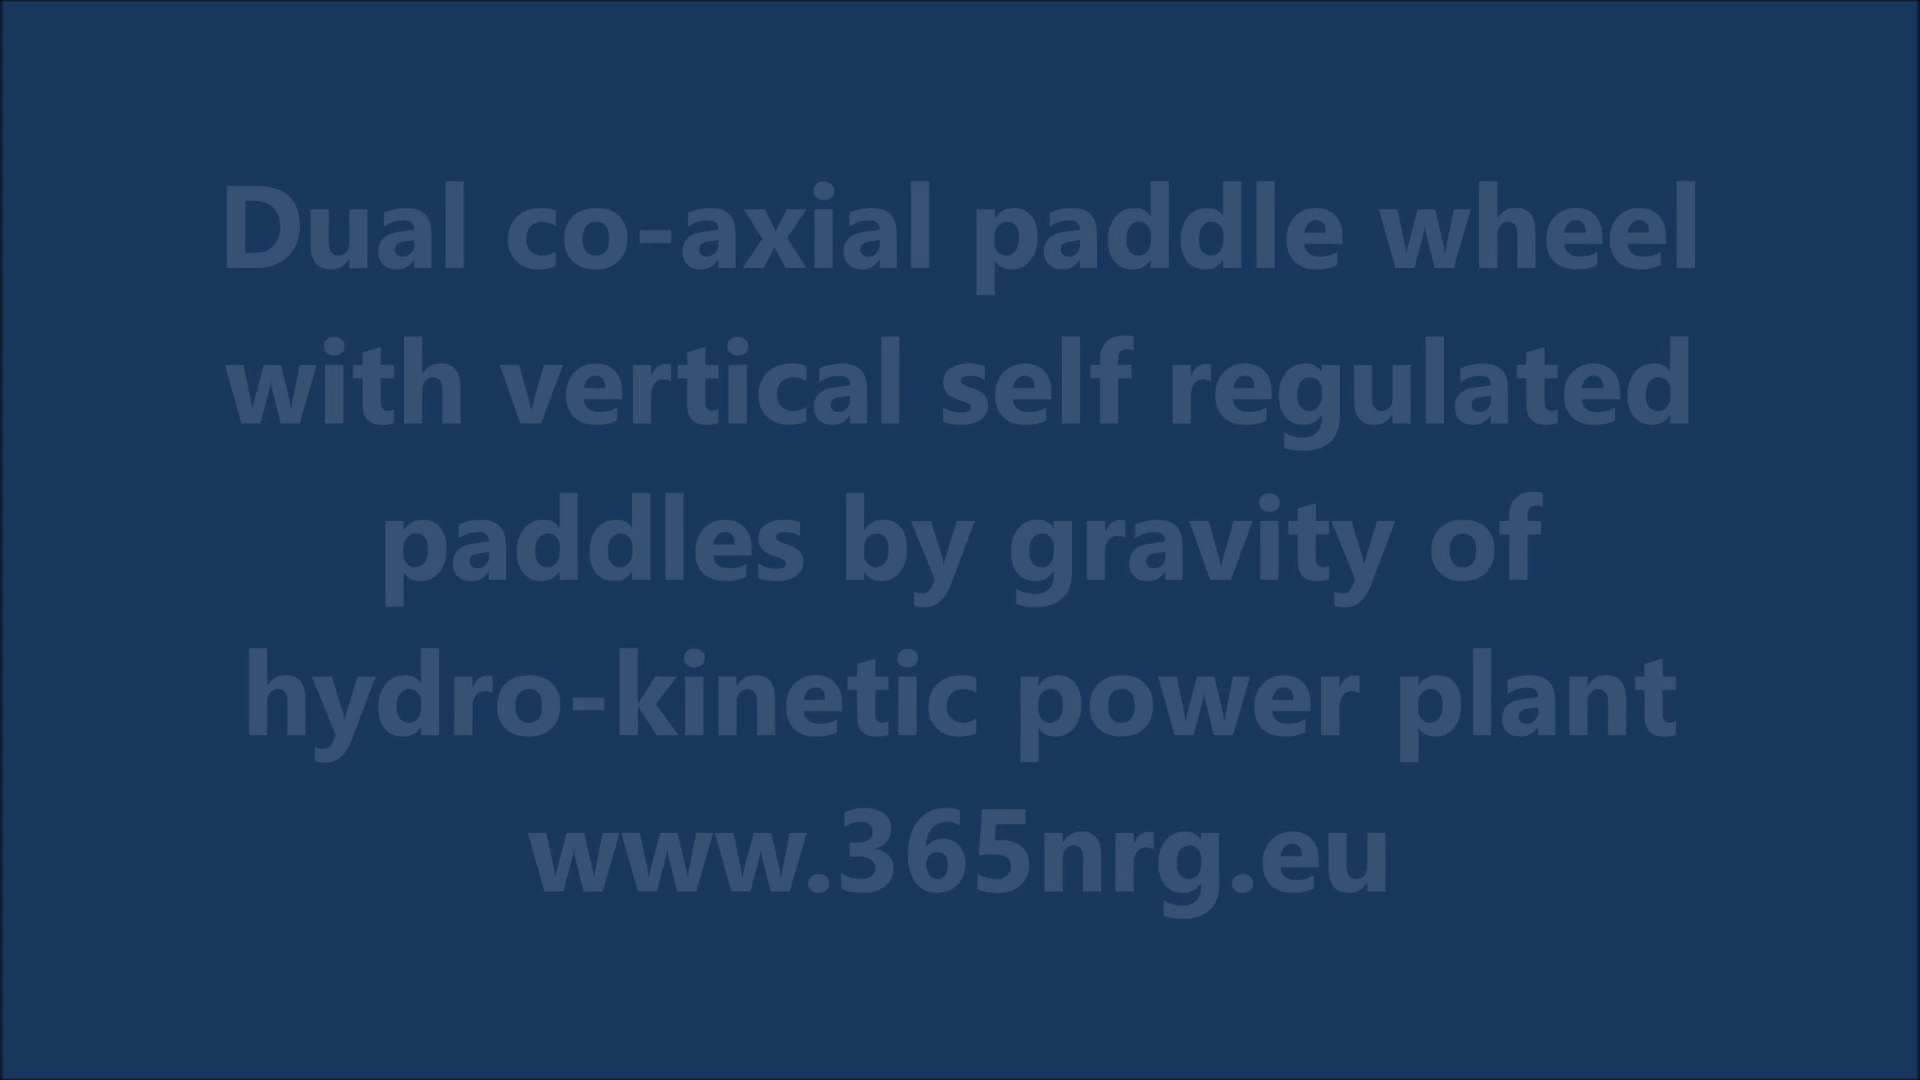 Dual co-axial paddle wheel
with vertical self regulated
paddles by gravity of
hydro-kinetic power plant
www.365nrg.eu